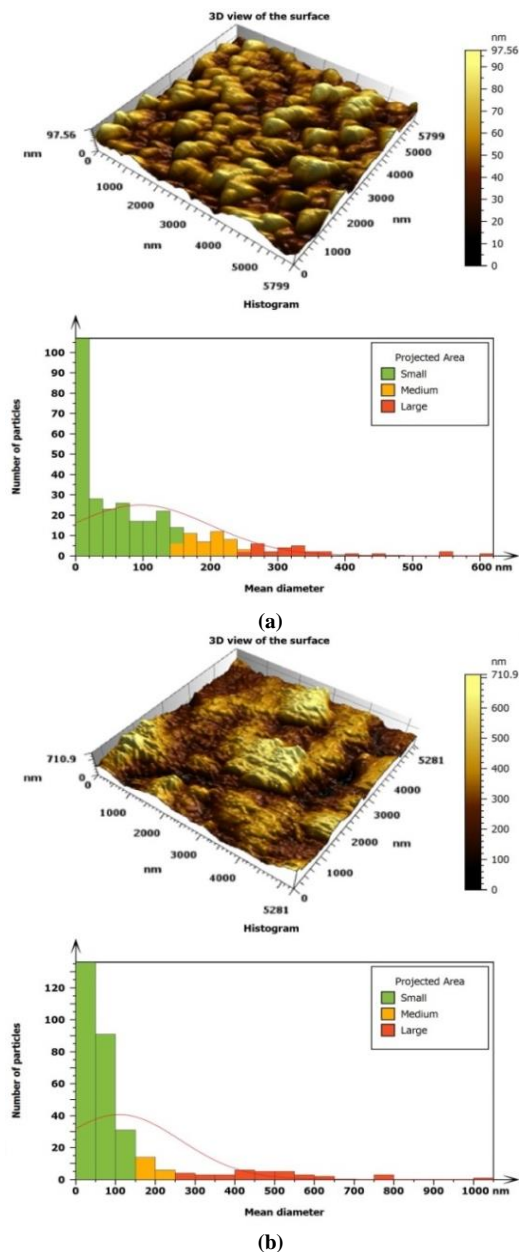 3D view of the surface
nm
97.56
90
80
70
60
50
40
30
20
10
0
97.56
nm
0
1000
2000
3000
nm
4000
5000
5799
0
1000
2000
nm
3000
4000
5000
5799
Histogram
Number of particles
100
90
80
70
60
50
40
30
20
10
0
Projected Area
Small
Medium
Large
0 100 200 300 400 500 600 nm
Mean diameter
(a)
3D view of the surface
nm
710.9
600
500
400
300
200
100
0
710.9
nm
0
1000
2000
nm
3000
4000
5281
0
1000
2000
nm
3000
4000
5281
Histogram
Number of particles
120
100
80
60
40
20
0
Projected Area
Small
Medium
Large
0 100 200 300 400 500 600 700 800 900 1000 nm
Mean diameter
(b)